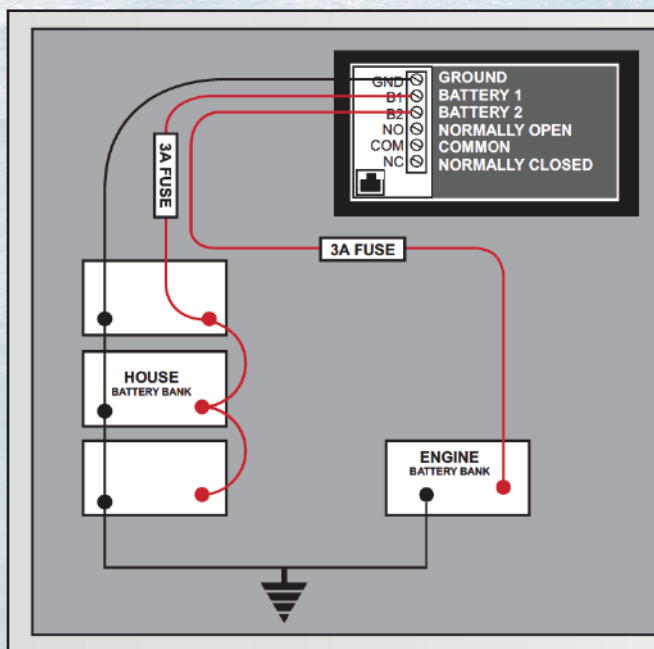 GND GROUND
B1 BATTERY 1
B2 BATTERY 2
NO NORMALLY OPEN
COM COMMON
NC NORMALLY CLOSED
3A FUSE
3A FUSE
HOUSE
BATTERY BANK
ENGINE
BATTERY BANK